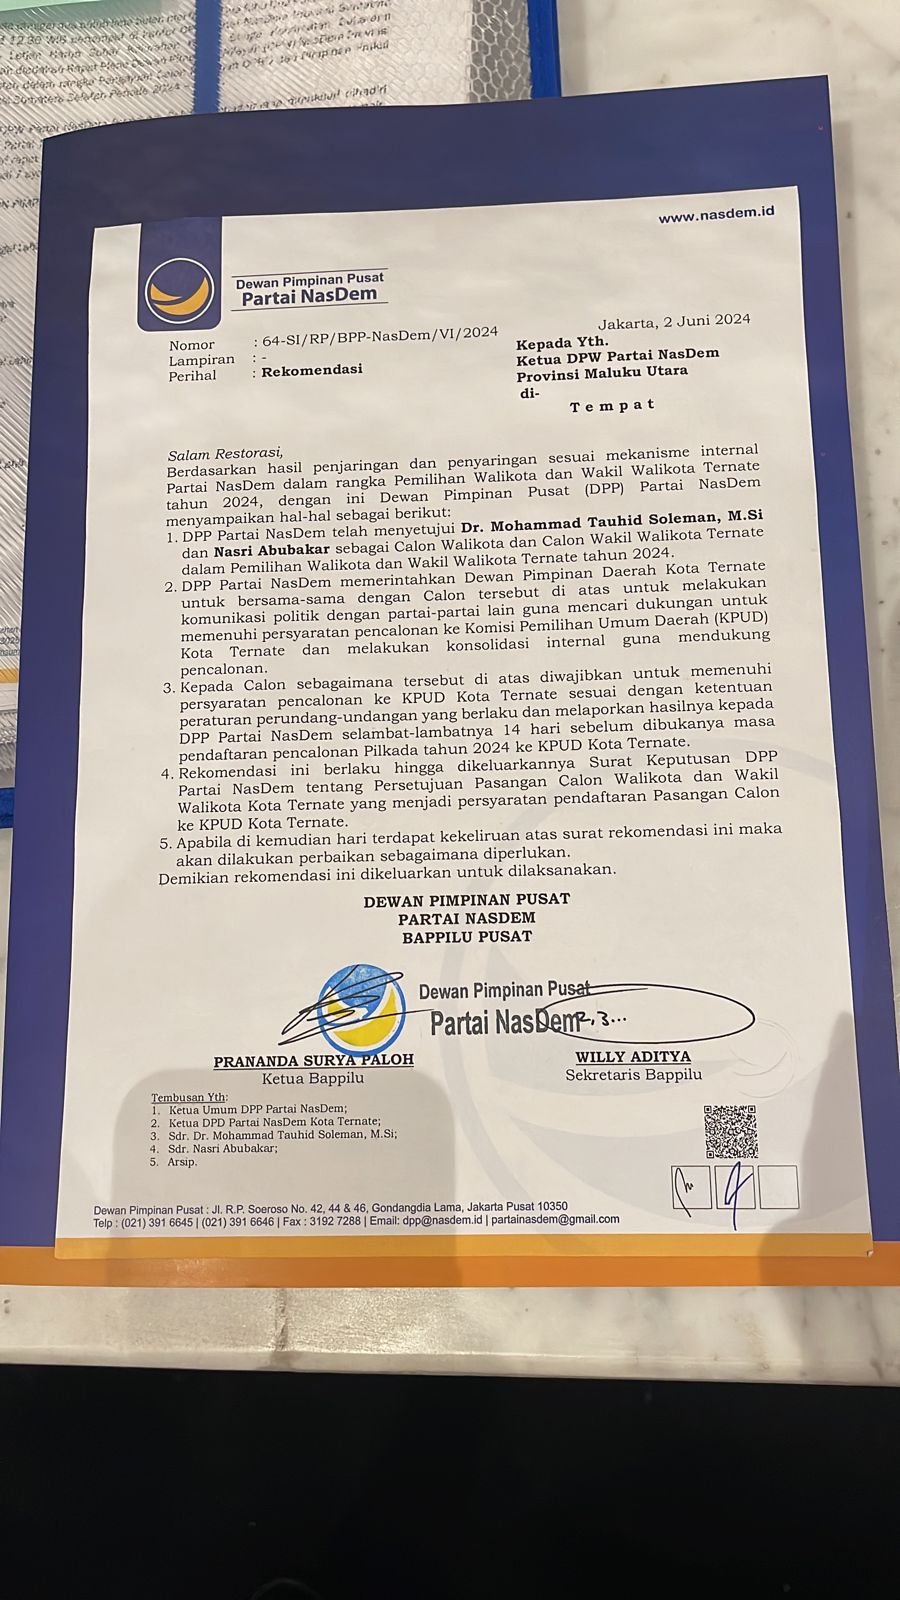 www.nasdem.id
Dewan Pimpinan Pusat
Partai NasDem
Jakarta, 2 Juni 2024
Nomor : 64-SI/RP/BPP-NasDem/VI/2024
Lampiran : -
Perihal : Rekomendasi
Kepada Yth.
Ketua DPW Partai NasDem
Provinsi Maluku Utara
di-
Tempat
Salam Restorasi,
Berdasarkan hasil penjaringan dan penyaringan sesuai mekanisme internal
Partai NasDem dalam rangka Pemilihan Walikota dan Wakil Walikota Ternate
tahun 2024, dengan ini Dewan Pimpinan Pusat (DPP) Partai NasDem
menyampaikan hal-hal sebagai berikut:
1. DPP Partai NasDem telah menyetujui Dr. Mohammad Tauhid Soleman, M.Si
dan Nasri Abubakar sebagai Calon Walikota dan Calon Wakil Walikota Ternate
dalam Pemilihan Walikota dan Wakil Walikota Ternate tahun 2024.
2. DPP Partai NasDem memerintahkan Dewan Pimpinan Daerah Kota Ternate
untuk bersama-sama dengan Calon tersebut di atas untuk melakukan
komunikasi politik dengan partai-partai lain guna mencari dukungan untuk
memenuhi persyaratan pencalonan ke Komisi Pemilihan Umum Daerah (KPUD)
Kota Ternate dan melakukan konsolidasi internal guna mendukung
pencalonan.
3. Kepada Calon sebagaimana tersebut di atas diwajibkan untuk memenuhi
persyaratan pencalonan ke KPUD Kota Ternate sesuai dengan ketentuan
peraturan perundang-undangan yang berlaku dan melaporkan hasilnya kepada
DPP Partai NasDem selambat-lambatnya 14 hari sebelum dibukanya masa
pendaftaran pencalonan Pilkada tahun 2024 ke KPUD Kota Ternate.
4. Rekomendasi ini berlaku hingga dikeluarkannya Surat Keputusan DPP
Partai NasDem tentang Persetujuan Pasangan Calon Walikota dan Wakil
Walikota Kota Ternate yang menjadi persyaratan pendaftaran Pasangan Calon
ke KPUD Kota Ternate.
5. Apabila di kemudian hari terdapat kekeliruan atas surat rekomendasi ini maka
akan dilakukan perbaikan sebagaimana diperlukan.
Demikian rekomendasi ini dikeluarkan untuk dilaksanakan.
DEWAN PIMPINAN PUSAT
PARTAI NASDEM
BAPPILU PUSAT
Dewan Pimpinan Pusat
Partai NasDem
PRANANDA SURYA PALOH
Ketua Bappilu
WILLY ADITYA
Sekretaris Bappilu
Tembusan Yth:
1. Ketua Umum DPP Partai NasDem;
2. Ketua DPD Partai NasDem Kota Ternate;
3. Sdr. Dr. Mohammad Tauhid Soleman, M.Si;
4. Sdr. Nasri Abubakar;
5. Arsip.
Dewan Pimpinan Pusat : Jl. R.P. Soeroso No. 42, 44 & 46, Gondangdia Lama, Jakarta Pusat 10350
Telp : (021) 391 6645 | (021) 391 6646 | Fax : 3192 7288 | Email: dpp@nasdem.id | partainasdem@gmail.com